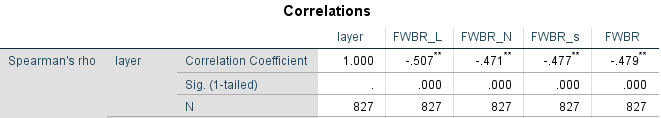 Correlations
layer FWBR_L FWBR_N FWBR_s FWBR
Spearman's rho layer Correlation Coefficient 1.000 -.507** -.471** -.477** -.479**
Sig. (1-tailed) . .000 .000 .000 .000
N 827 827 827 827 827